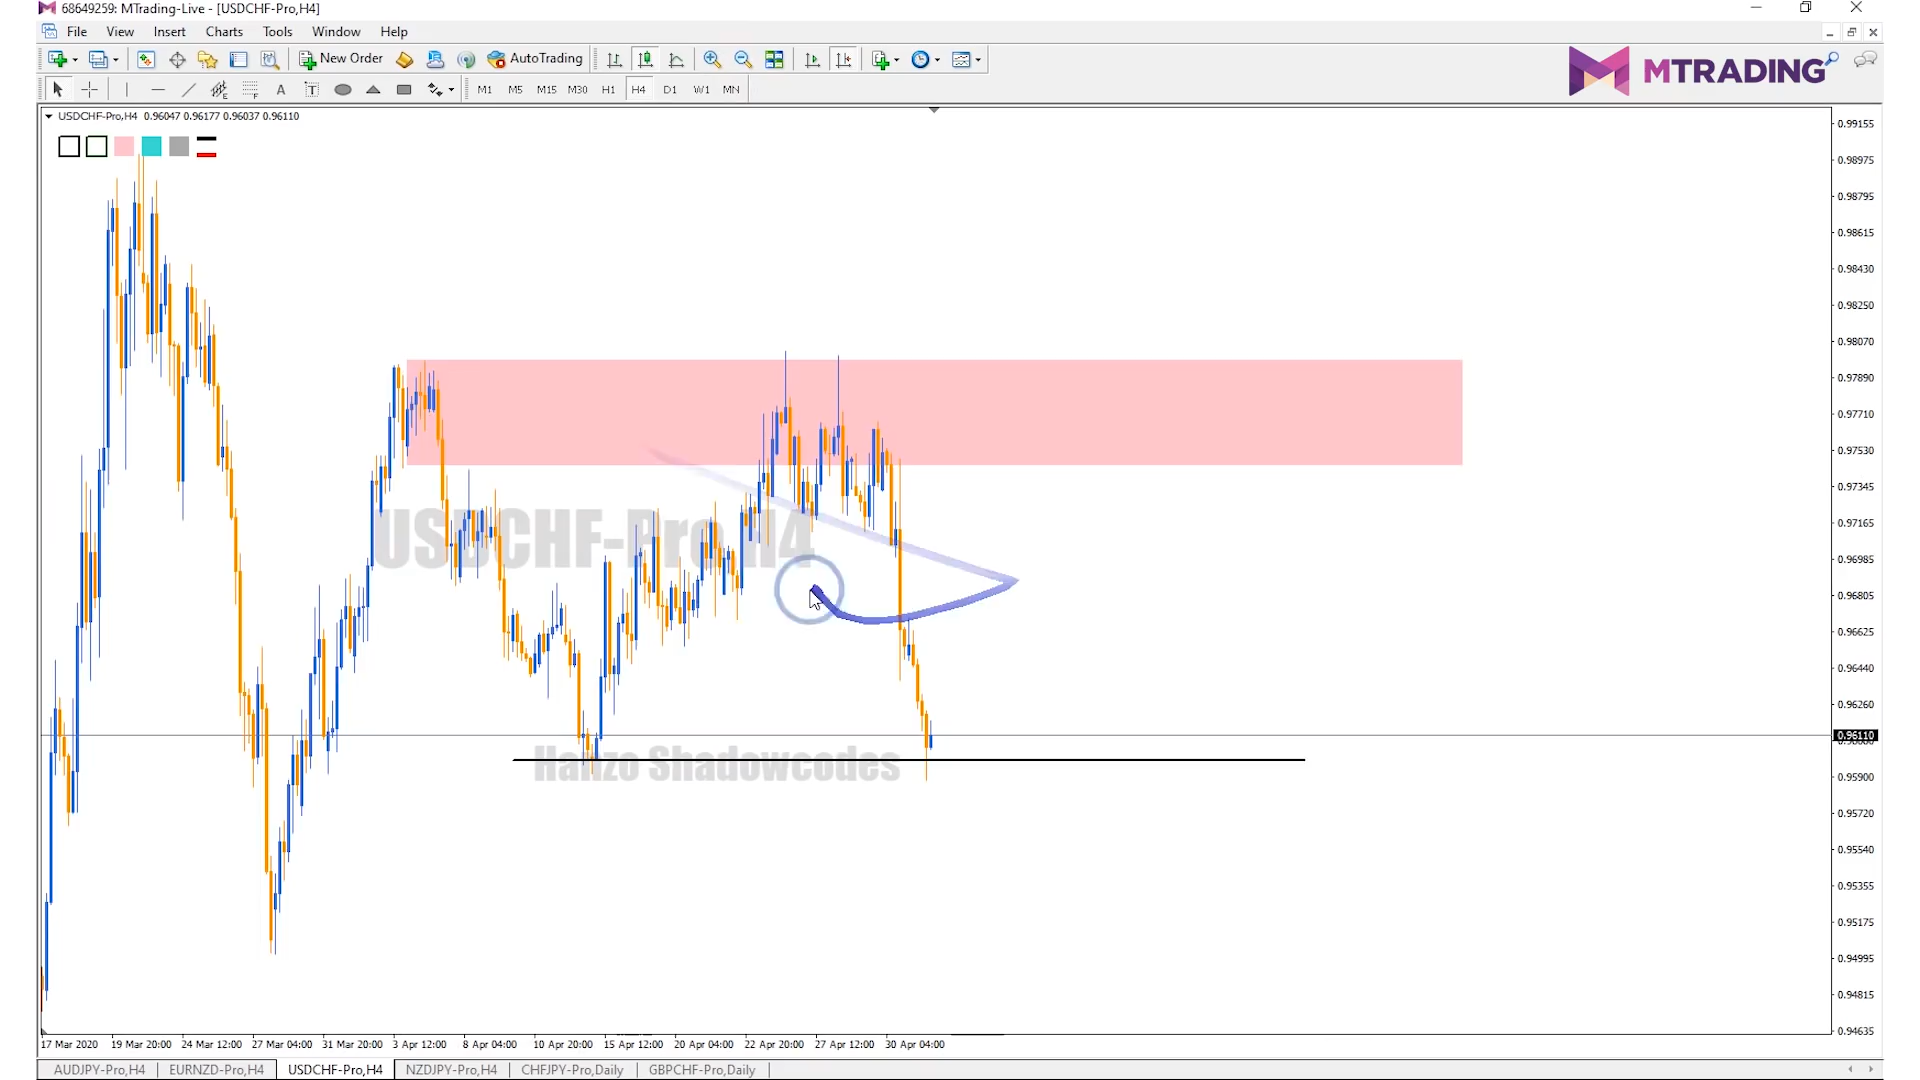 68649259: MTrading-Live - [USDCHF-Pro,H4]
File View Insert Charts Tools Window Help
New Order AutoTrading
A T M1 M5 M15 M30 H1 H4 D1 W1 MN
MTRADING
USDCHF-Pro,H4 0.96047 0.96177 0.96037 0.96110
0.99155
0.98975
0.98795
0.98615
0.98430
0.98250
0.98070
0.97890
0.97710
0.97530
0.97345
0.97165
0.96985
0.96805
0.96625
0.96440
0.96260
0.96110
0.95900
0.95720
0.95540
0.95355
0.95175
0.94995
0.94815
0.94635
USDCHF-Pro,H4
Hanzo Shadowcodes
17 Mar 2020 19 Mar 20:00 24 Mar 12:00 27 Mar 04:00 31 Mar 20:00 3 Apr 12:00 8 Apr 04:00 10 Apr 20:00 15 Apr 12:00 20 Apr 04:00 22 Apr 20:00 27 Apr 12:00 30 Apr 04:00
AUDJPY-Pro,H4 EURNZD-Pro,H4 USDCHF-Pro,H4 NZDJPY-Pro,H4 CHFJPY-Pro,Daily GBPCHF-Pro,Daily